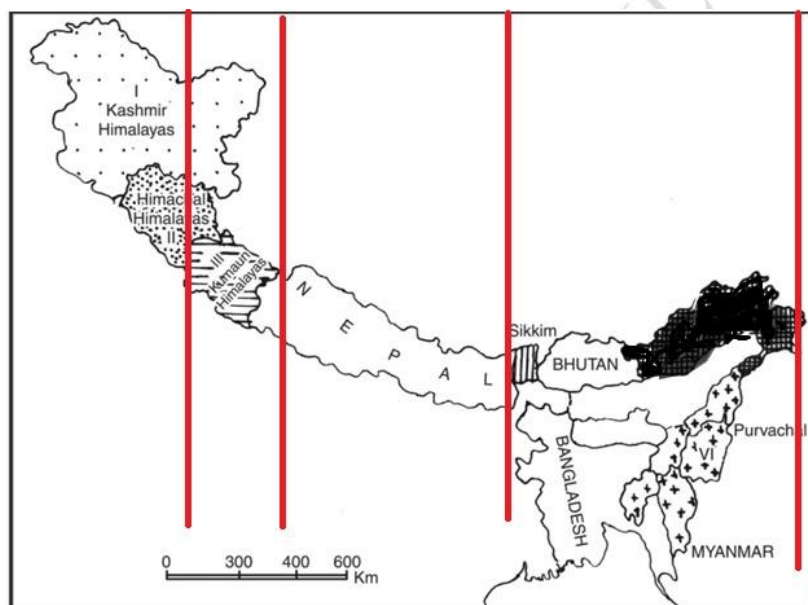 I
Kashmir
Himalayas
Himachal
Himalayas
II
III
Kumaun
Himalayas
NEPAL
Sikkim
BHUTAN
Purvachal
VI
BANGLADESH
MYANMAR
0 300 400 600
Km